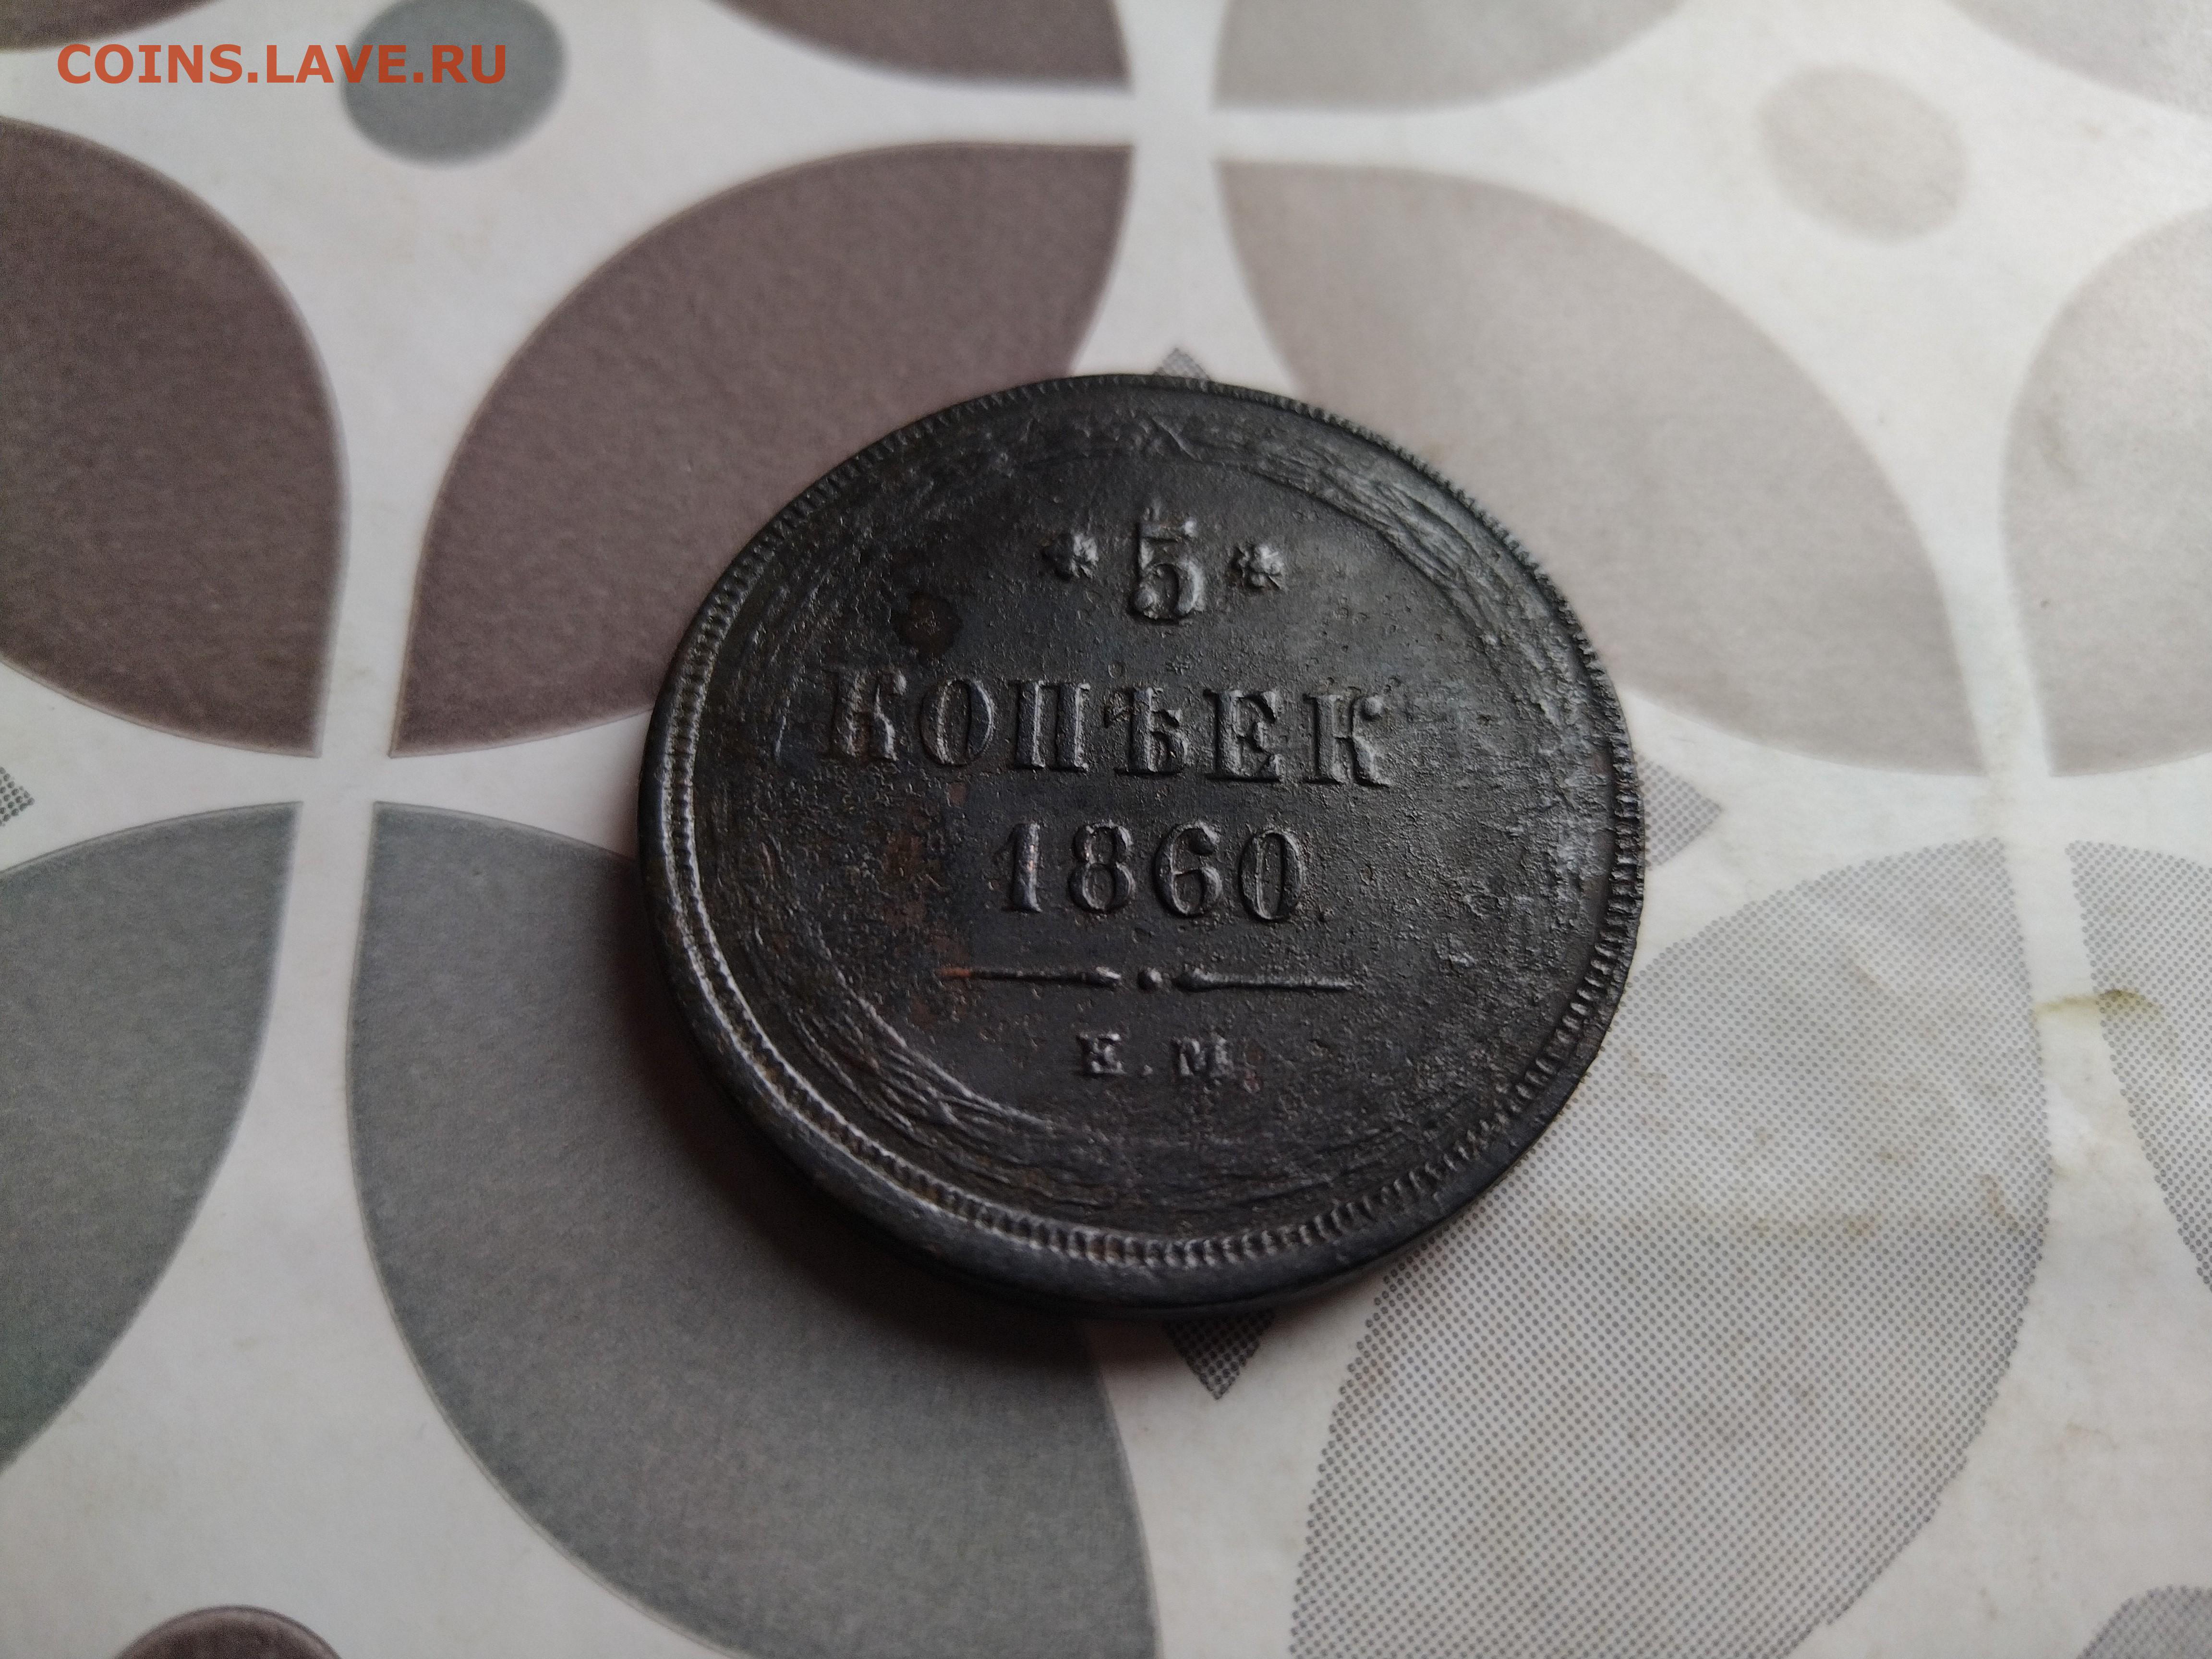 COINS.LAVE.RU
* 5 *
КОПѢЕК
1860
Е.М.